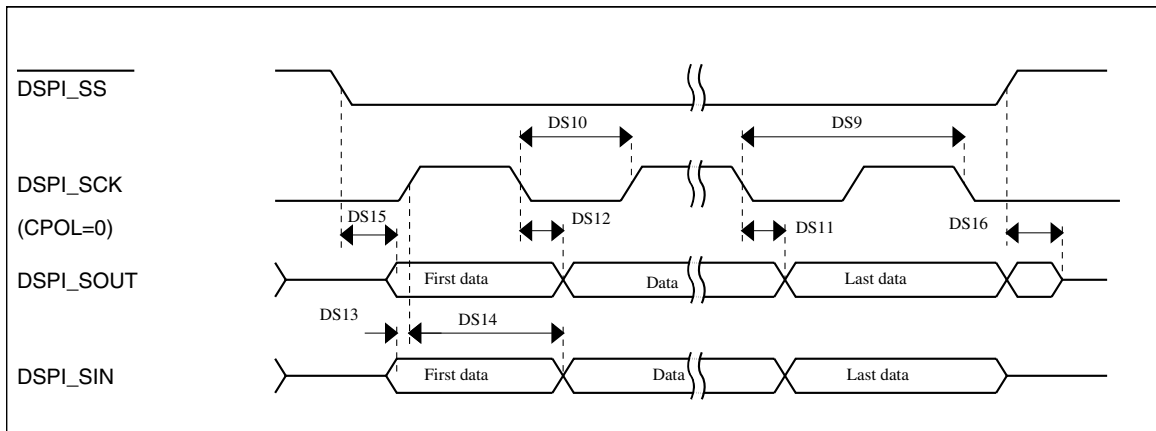 DSPI_SS
DS10
DS9
DSPI_SCK
(CPOL=0)
DS15
DS12
DS11
DS16
DSPI_SOUT
First data
Data
Last data
DS13
DS14
DSPI_SIN
First data
Data
Last data